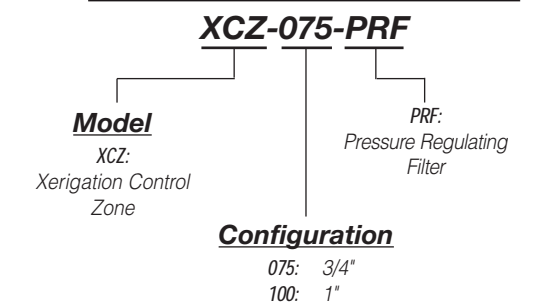 XCZ-075-PRF
Model
XCZ:
Xerigation Control
Zone
PRF:
Pressure Regulating
Filter
Configuration
075: 3/4"
100: 1"